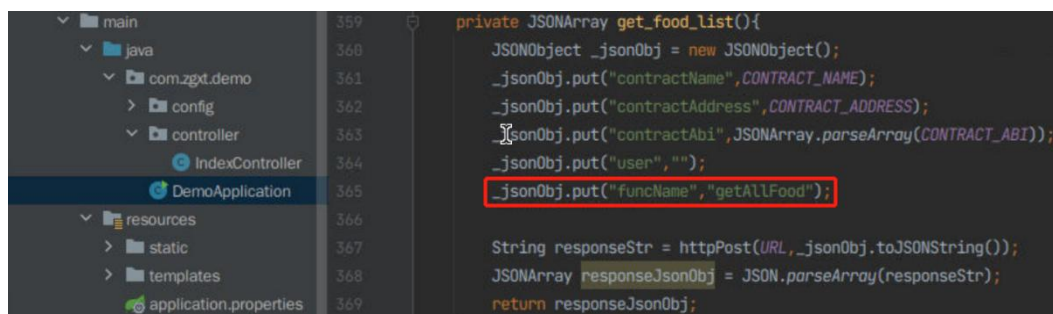 main
java
com.zgxt.demo
config
controller
IndexController
DemoApplication
resources
static
templates
application.properties
359 private JSONArray get_food_list(){
360 JSONObject _jsonObj = new JSONObject();
361 _jsonObj.put("contractName",CONTRACT_NAME);
362 _jsonObj.put("contractAddress",CONTRACT_ADDRESS);
363 _jsonObj.put("contractAbi",JSONArray.parseArray(CONTRACT_ABI));
364 _jsonObj.put("user","");
365 _jsonObj.put("funcName","getAllFood");
366
367 String responseStr = httpPost(URL,_jsonObj.toJSONString());
368 JSONArray responseJsonObj = JSON.parseArray(responseStr);
369 return responseJsonObj;